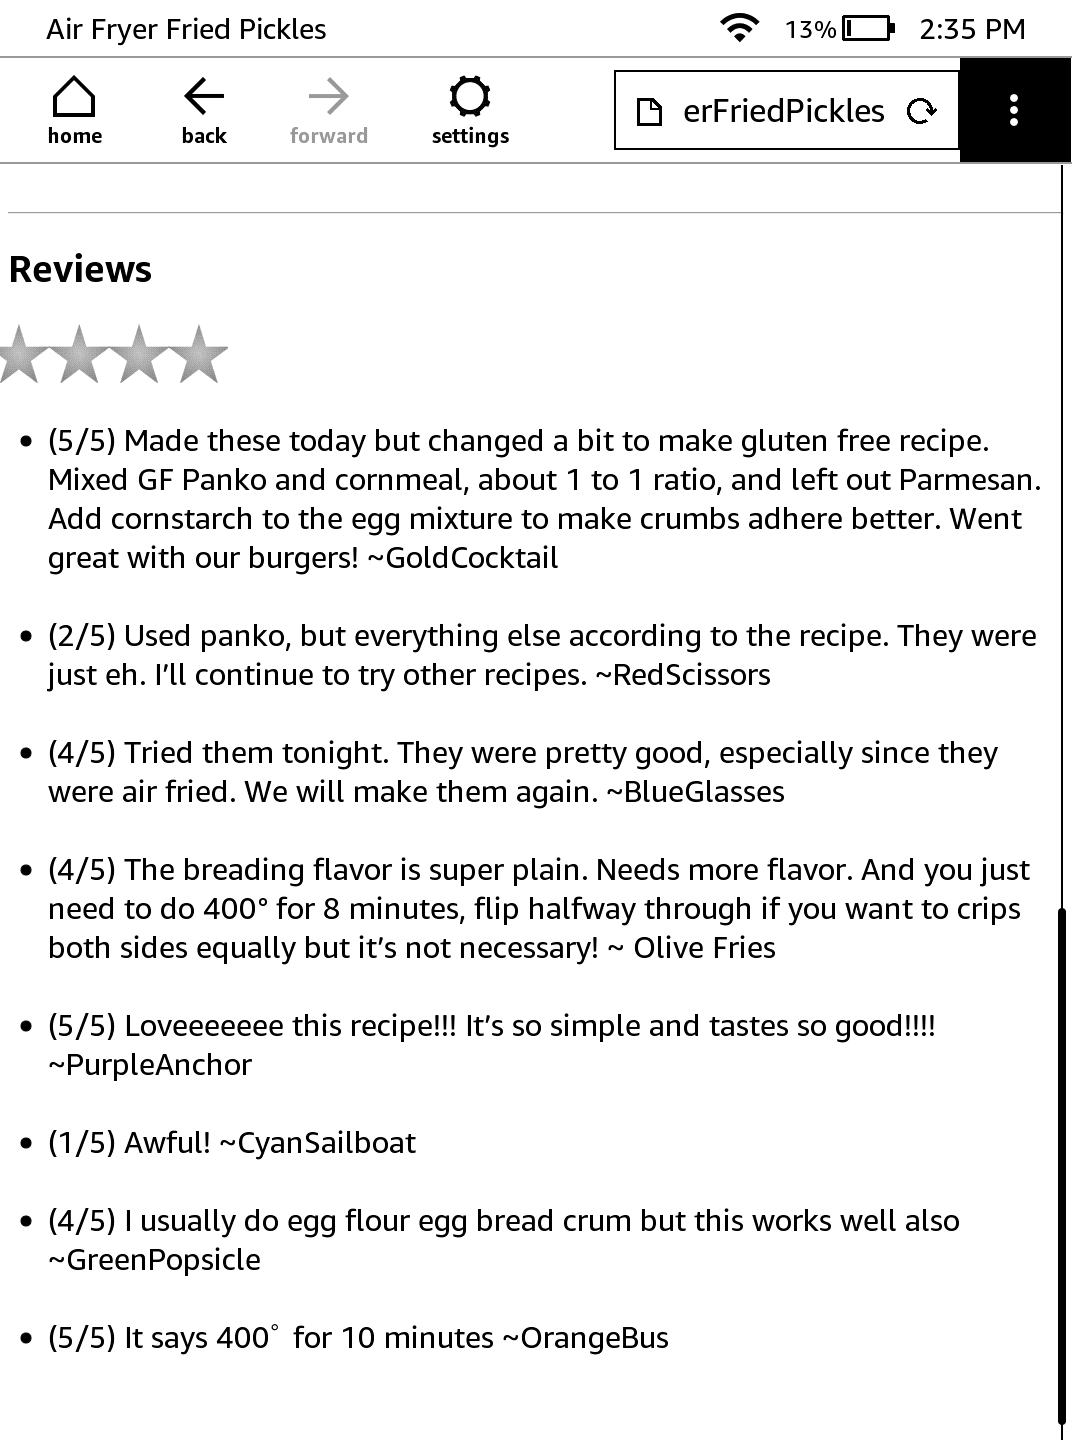 Air Fryer Fried Pickles 13% 2:35 PM
home back forward settings erFriedPickles
Reviews
• (5/5) Made these today but changed a bit to make gluten free recipe.
Mixed GF Panko and cornmeal, about 1 to 1 ratio, and left out Parmesan.
Add cornstarch to the egg mixture to make crumbs adhere better. Went
great with our burgers! ~GoldCocktail
• (2/5) Used panko, but everything else according to the recipe. They were
just eh. I’ll continue to try other recipes. ~RedScissors
• (4/5) Tried them tonight. They were pretty good, especially since they
were air fried. We will make them again. ~BlueGlasses
• (4/5) The breading flavor is super plain. Needs more flavor. And you just
need to do 400° for 8 minutes, flip halfway through if you want to crips
both sides equally but it’s not necessary! ~ Olive Fries
• (5/5) Loveeeeeee this recipe!!! It’s so simple and tastes so good!!!!
~PurpleAnchor
• (1/5) Awful! ~CyanSailboat
• (4/5) I usually do egg flour egg bread crum but this works well also
~GreenPopsicle
• (5/5) It says 400° for 10 minutes ~OrangeBus